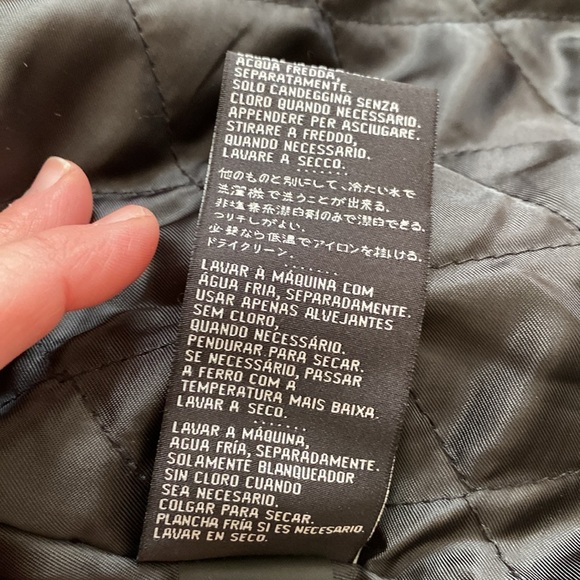 ACQUA FREDDA,
SEPARATAMENTE.
SOLO CANDEGGINA SENZA
CLORO QUANDO NECESSARIO.
APPENDERE PER ASCIUGARE.
STIRARE A FREDDO,
QUANDO NECESSARIO.
LAVARE A SECCO.
他のものと別にして、冷たい水で
洗濯機で洗うことが出来る。
非塩素系漂白剤のみで漂白できる。
つり干しがよい。
必要なら低温でアイロンを掛ける。
ドライクリーン。
LAVAR À MÁQUINA COM
ÁGUA FRIA, SEPARADAMENTE.
USAR APENAS ALVEJANTES
SEM CLORO,
QUANDO NECESSÁRIO.
PENDURAR PARA SECAR.
SE NECESSÁRIO, PASSAR
A FERRO COM A
TEMPERATURA MAIS BAIXA.
LAVAR A SECO.
LAVAR A MÁQUINA,
AGUA FRÍA, SEPARADAMENTE.
SOLAMENTE BLANQUEADOR
SIN CLORO CUANDO
SEA NECESARIO.
COLGAR PARA SECAR.
PLANCHA FRÍA SI ES NECESARIO.
LAVAR EN SECO.